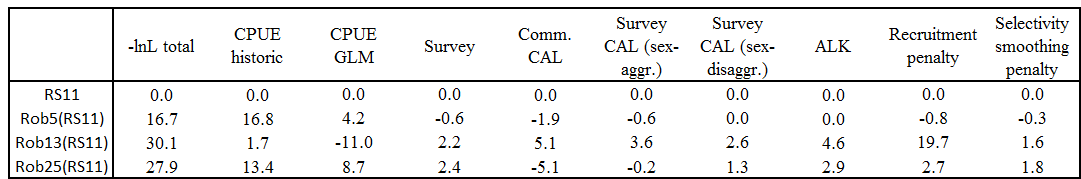 -lnL total CPUE historic CPUE GLM Survey Comm. CAL Survey CAL (sex-aggr.) Survey CAL (sex-disaggr.) ALK Recruitment penalty Selectivity smoothing penalty
RS11 0.0 0.0 0.0 0.0 0.0 0.0 0.0 0.0 0.0 0.0
Rob5(RS11) 16.7 16.8 4.2 -0.6 -1.9 -0.6 0.0 0.0 -0.8 -0.3
Rob13(RS11) 30.1 1.7 -11.0 2.2 5.1 3.6 2.6 4.6 19.7 1.6
Rob25(RS11) 27.9 13.4 8.7 2.4 -5.1 -0.2 1.3 2.9 2.7 1.8